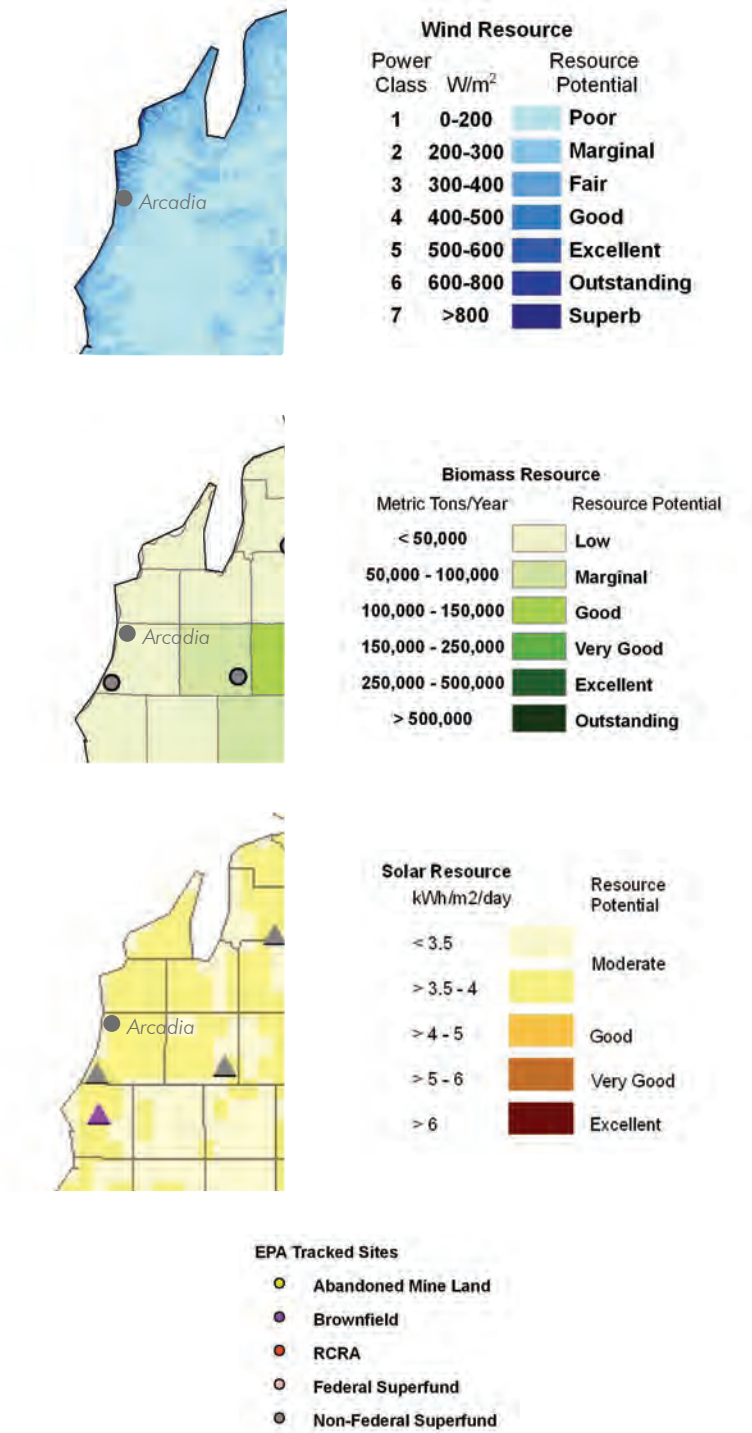 Wind Resource
Power Class W/m² Resource Potential
1 0-200 Poor
2 200-300 Marginal
3 300-400 Fair
4 400-500 Good
5 500-600 Excellent
6 600-800 Outstanding
7 >800 Superb
Arcadia
Biomass Resource
Metric Tons/Year Resource Potential
< 50,000 Low
50,000 - 100,000 Marginal
100,000 - 150,000 Good
150,000 - 250,000 Very Good
250,000 - 500,000 Excellent
> 500,000 Outstanding
Arcadia
Solar Resource
kWh/m2/day
Resource
Potential
< 3.5
Moderate
> 3.5 - 4
> 4 - 5 Good
> 5 - 6 Very Good
> 6 Excellent
Arcadia
EPA Tracked Sites
Abandoned Mine Land
Brownfield
RCRA
Federal Superfund
Non-Federal Superfund